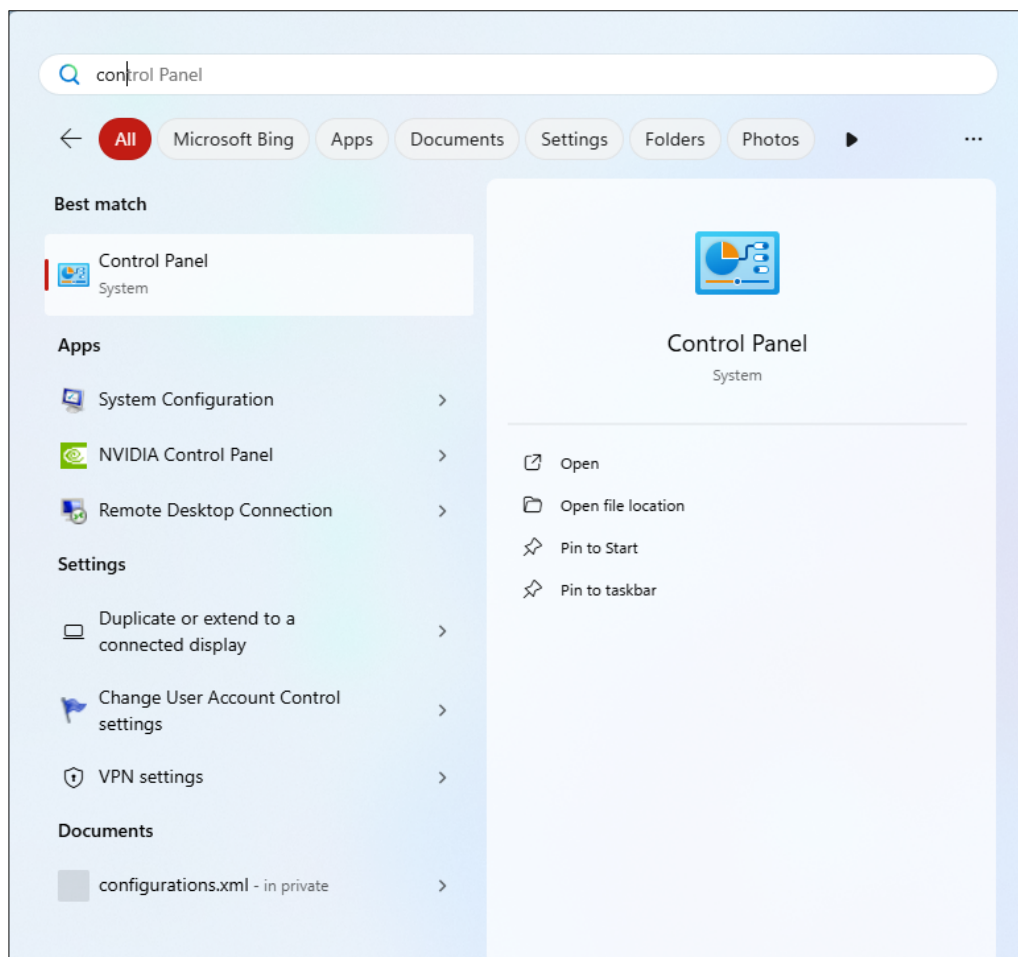 control Panel
All
Microsoft Bing
Apps
Documents
Settings
Folders
Photos
...
Best match
Control Panel
System
Apps
System Configuration
NVIDIA Control Panel
Remote Desktop Connection
Settings
Duplicate or extend to a
connected display
Change User Account Control
settings
VPN settings
Documents
configurations.xml - in private
Control Panel
System
Open
Open file location
Pin to Start
Pin to taskbar